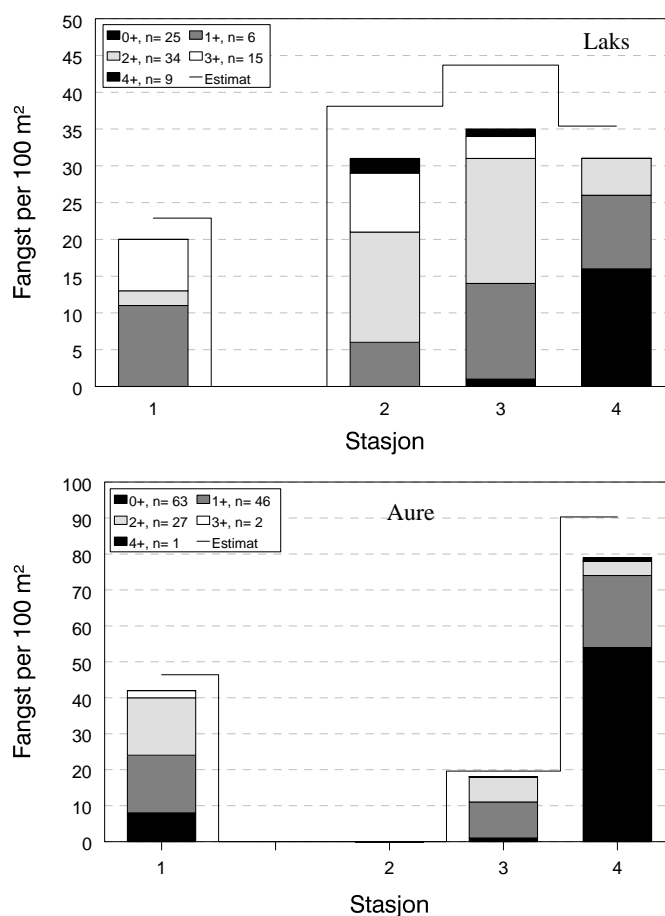 Laks
0+, n= 25 1+, n= 6
2+, n= 34 3+, n= 15
4+, n= 9 Estimat
Fangst per 100 m²
50
45
40
35
30
25
20
15
10
5
0
1 2 3 4
Stasjon
Aure
0+, n= 63 1+, n= 46
2+, n= 27 3+, n= 2
4+, n= 1 Estimat
Fangst per 100 m²
100
90
80
70
60
50
40
30
20
10
0
1 2 3 4
Stasjon